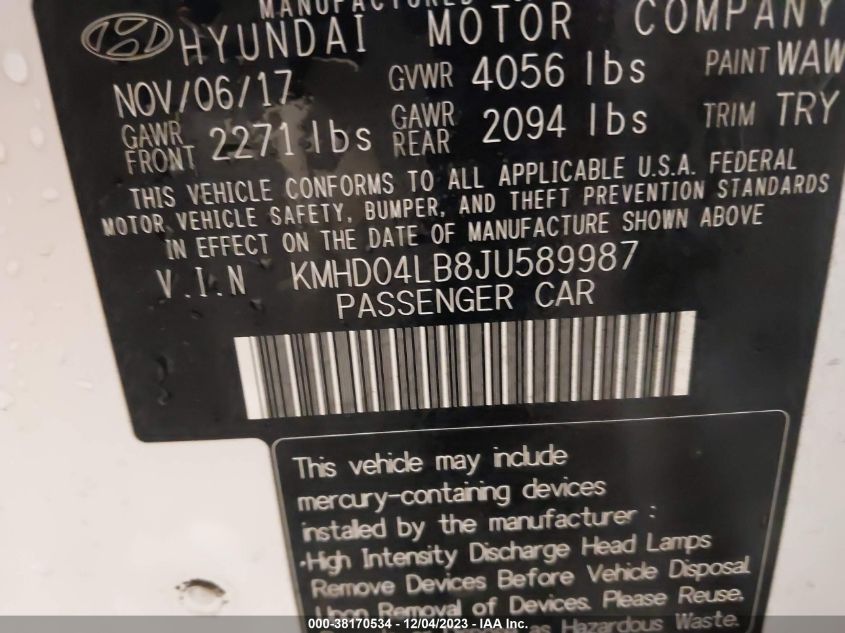 MANUFACTURED
HYUNDAI MOTOR COMPANY
NOV/06/17 GVWR 4056 lbs PAINT WAW
GAWR FRONT 2271 lbs GAWR REAR 2094 lbs TRIM TRY
THIS VEHICLE CONFORMS TO ALL APPLICABLE U.S.A. FEDERAL
MOTOR VEHICLE SAFETY, BUMPER, AND THEFT PREVENTION STANDARDS
IN EFFECT ON THE DATE OF MANUFACTURE SHOWN ABOVE
V.I.N KMHD04LB8JU589987
PASSENGER CAR
This vehicle may include
mercury-containing devices
installed by the manufacturer :
•High Intensity Discharge Head Lamps
Remove Devices Before Vehicle Disposal.
Upon Removal of Devices. Please Reuse,
as Hazardous Waste.
000-38170534 - 12/04/2023 - IAA Inc.